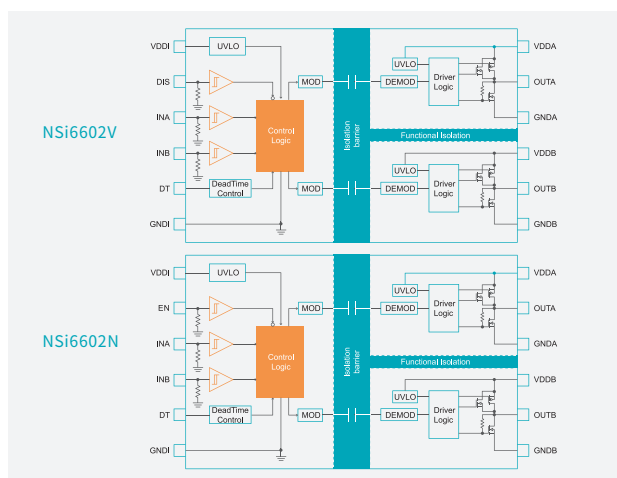 NSi6602V
VDDI
UVLO
DIS
INA
INB
DT
DeadTime
Control
GNDI
Control
Logic
MOD
MOD
Isolation
barrier
Functional Isolation
UVLO
DEMOD
Driver
Logic
VDDA
OUTA
GNDA
UVLO
DEMOD
Driver
Logic
VDDB
OUTB
GNDB
NSi6602N
VDDI
UVLO
EN
INA
INB
DT
DeadTime
Control
GNDI
Control
Logic
MOD
MOD
Isolation
barrier
Functional Isolation
UVLO
DEMOD
Driver
Logic
VDDA
OUTA
GNDA
UVLO
DEMOD
Driver
Logic
VDDB
OUTB
GNDB